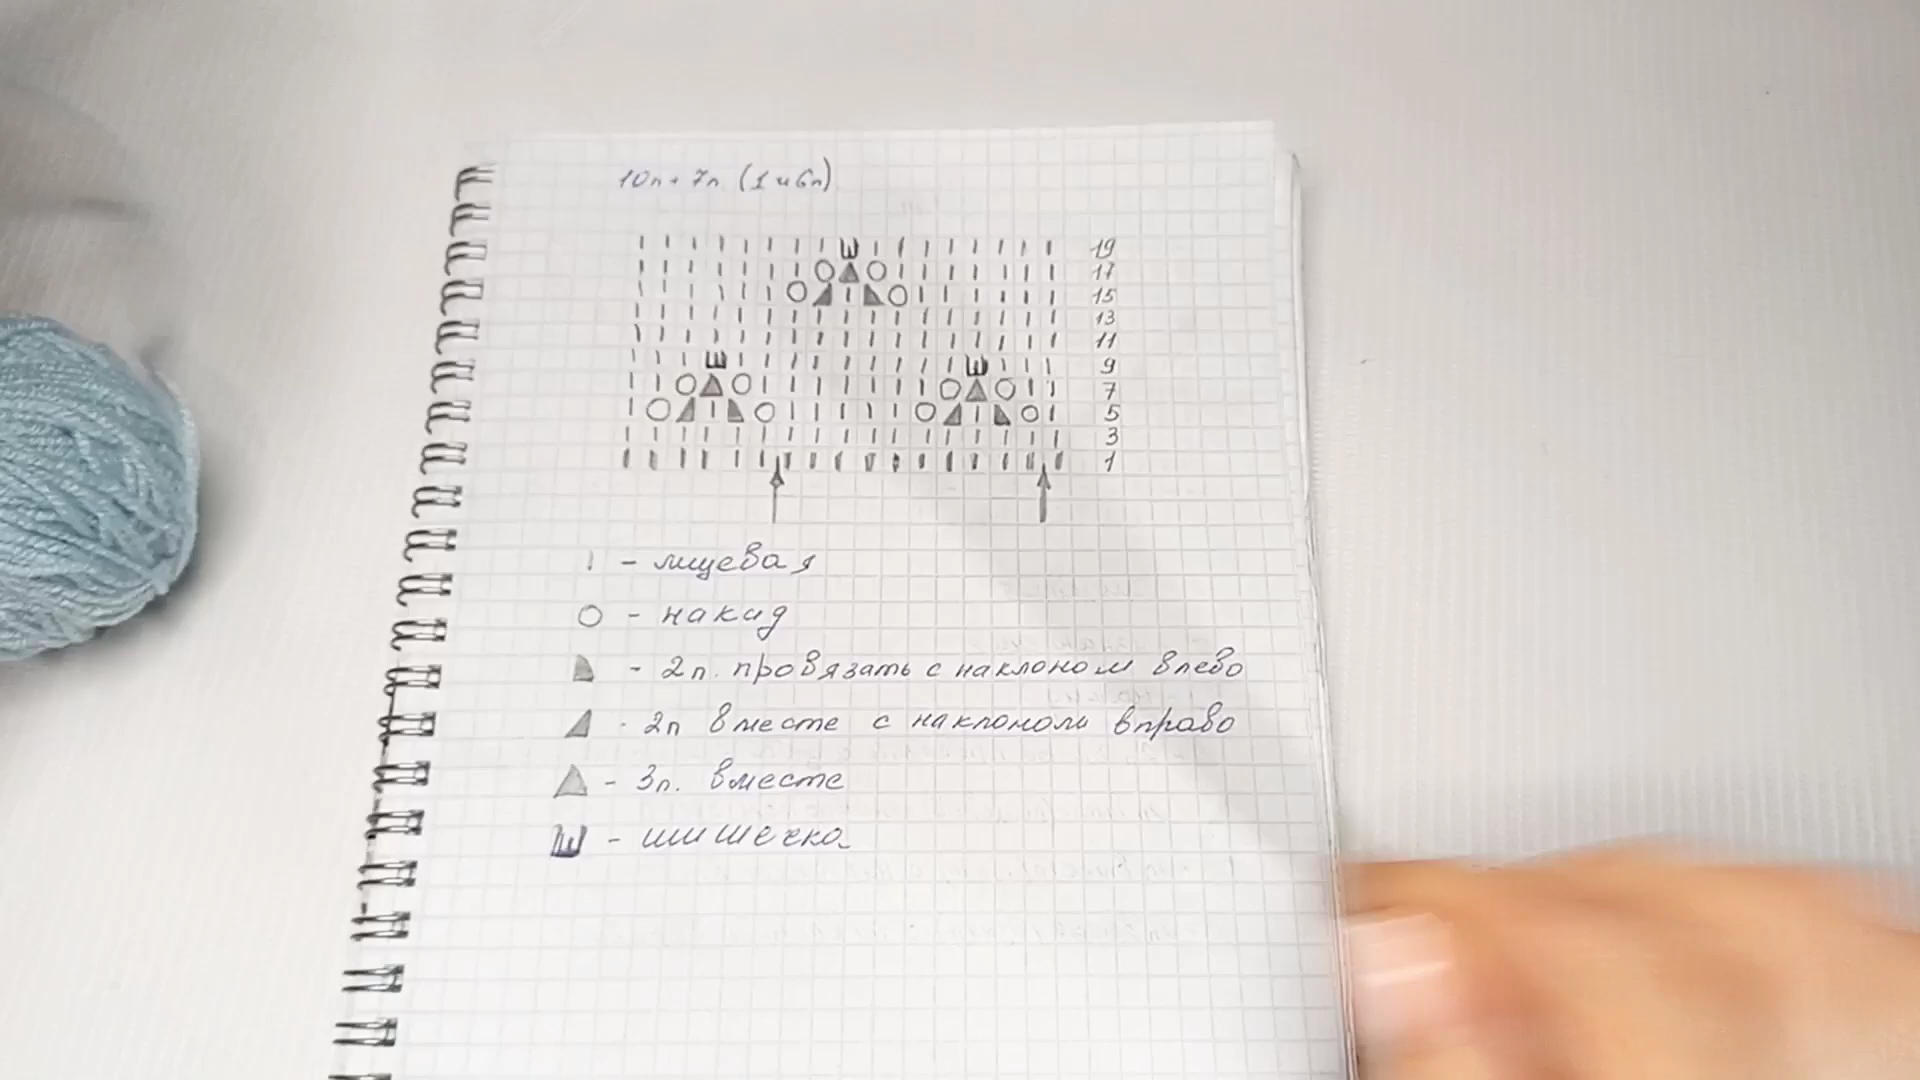 10п + 7п (1 и 6п)
19
17
15
13
11
9
7
5
3
1
| - лицевая
○ - накид
- 2п. провязать с наклоном влево
- 2п вместе с наклоном вправо
- 3п. вместе
Ш - шишечка